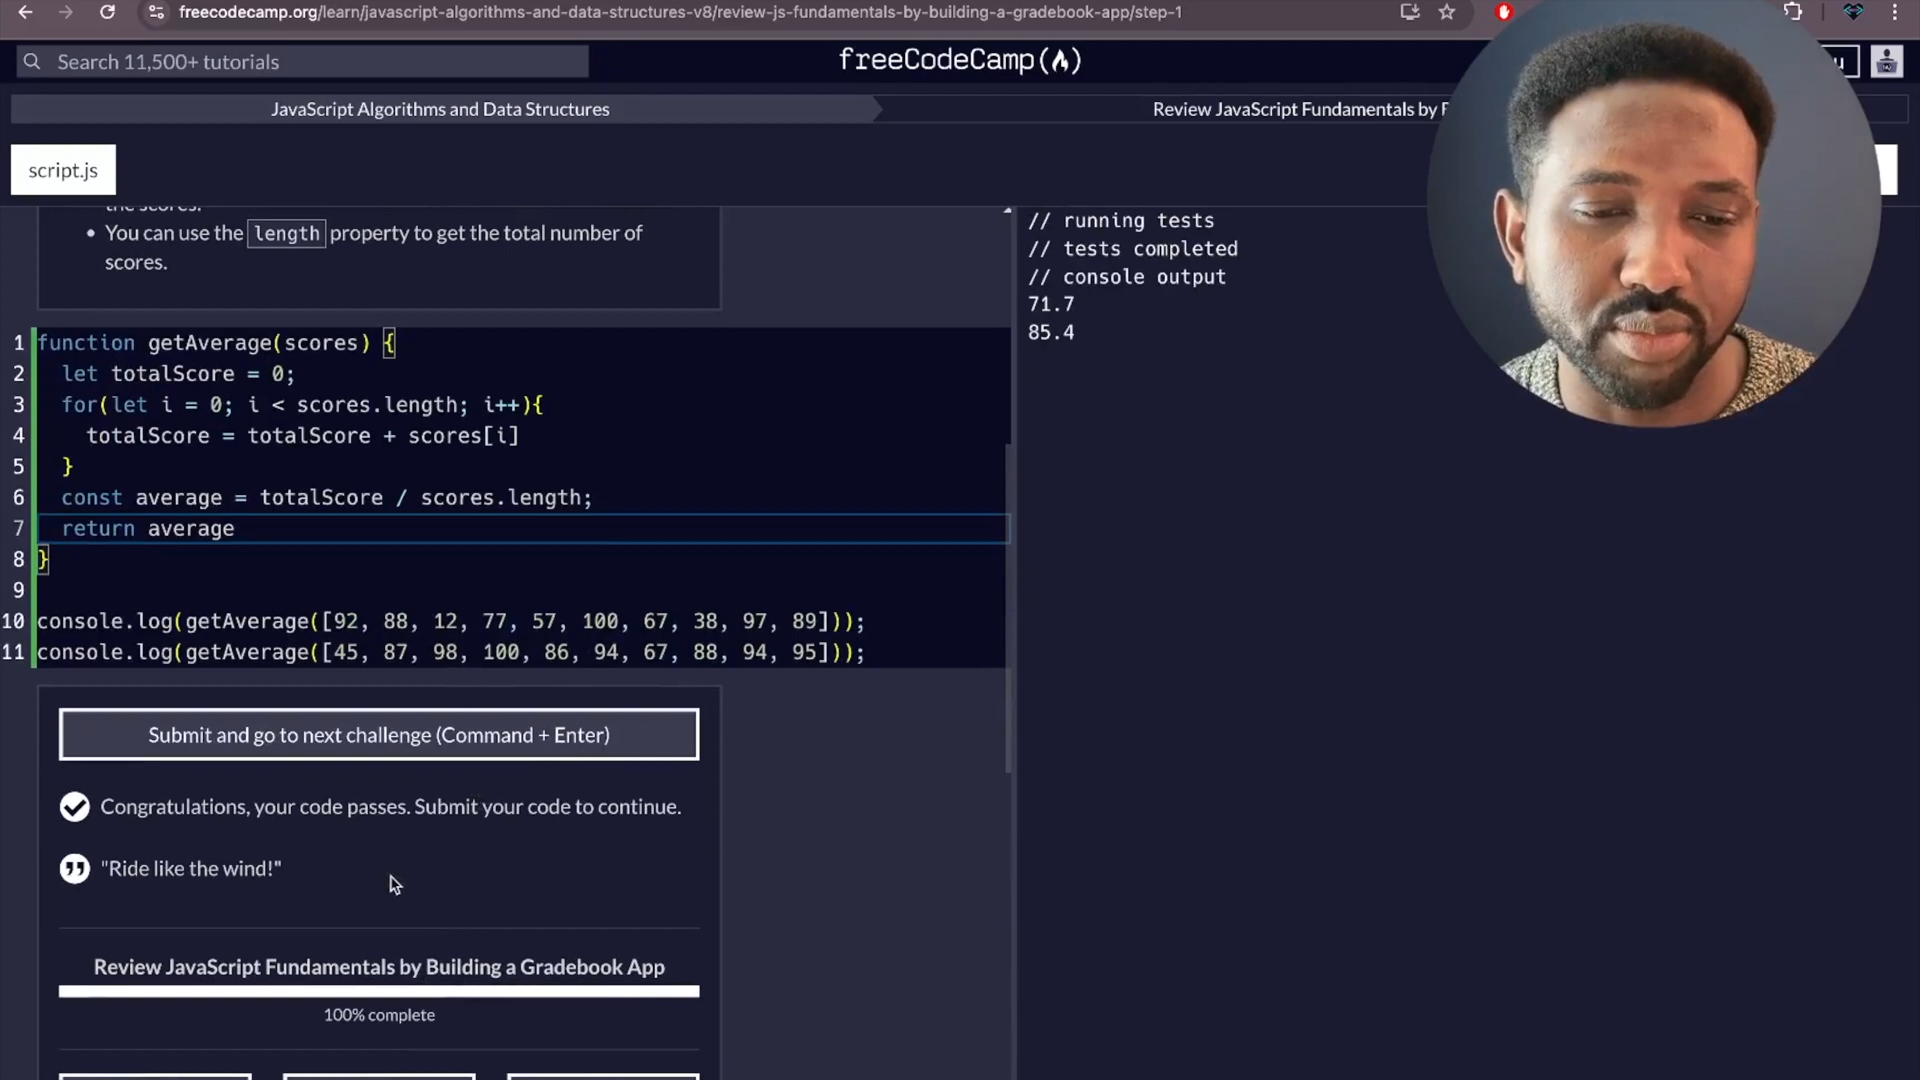 freecodecamp.org/learn/javascript-algorithms-and-data-structures-v8/review-js-fundamentals-by-building-a-gradebook-app/step-1
Search 11,500+ tutorials
freeCodeCamp
JavaScript Algorithms and Data Structures
Review JavaScript Fundamentals by
script.js
the scores.
You can use the length property to get the total number of
scores.
1 function getAverage(scores) {
2 let totalScore = 0;
3 for(let i = 0; i < scores.length; i++){
4 totalScore = totalScore + scores[i]
5 }
6 const average = totalScore / scores.length;
7 return average
8 }
9
10 console.log(getAverage([92, 88, 12, 77, 57, 100, 67, 38, 97, 89]));
11 console.log(getAverage([45, 87, 98, 100, 86, 94, 67, 88, 94, 95]));
Submit and go to next challenge (Command + Enter)
Congratulations, your code passes. Submit your code to continue.
"Ride like the wind!"
Review JavaScript Fundamentals by Building a Gradebook App
100% complete
// running tests
// tests completed
// console output
71.7
85.4